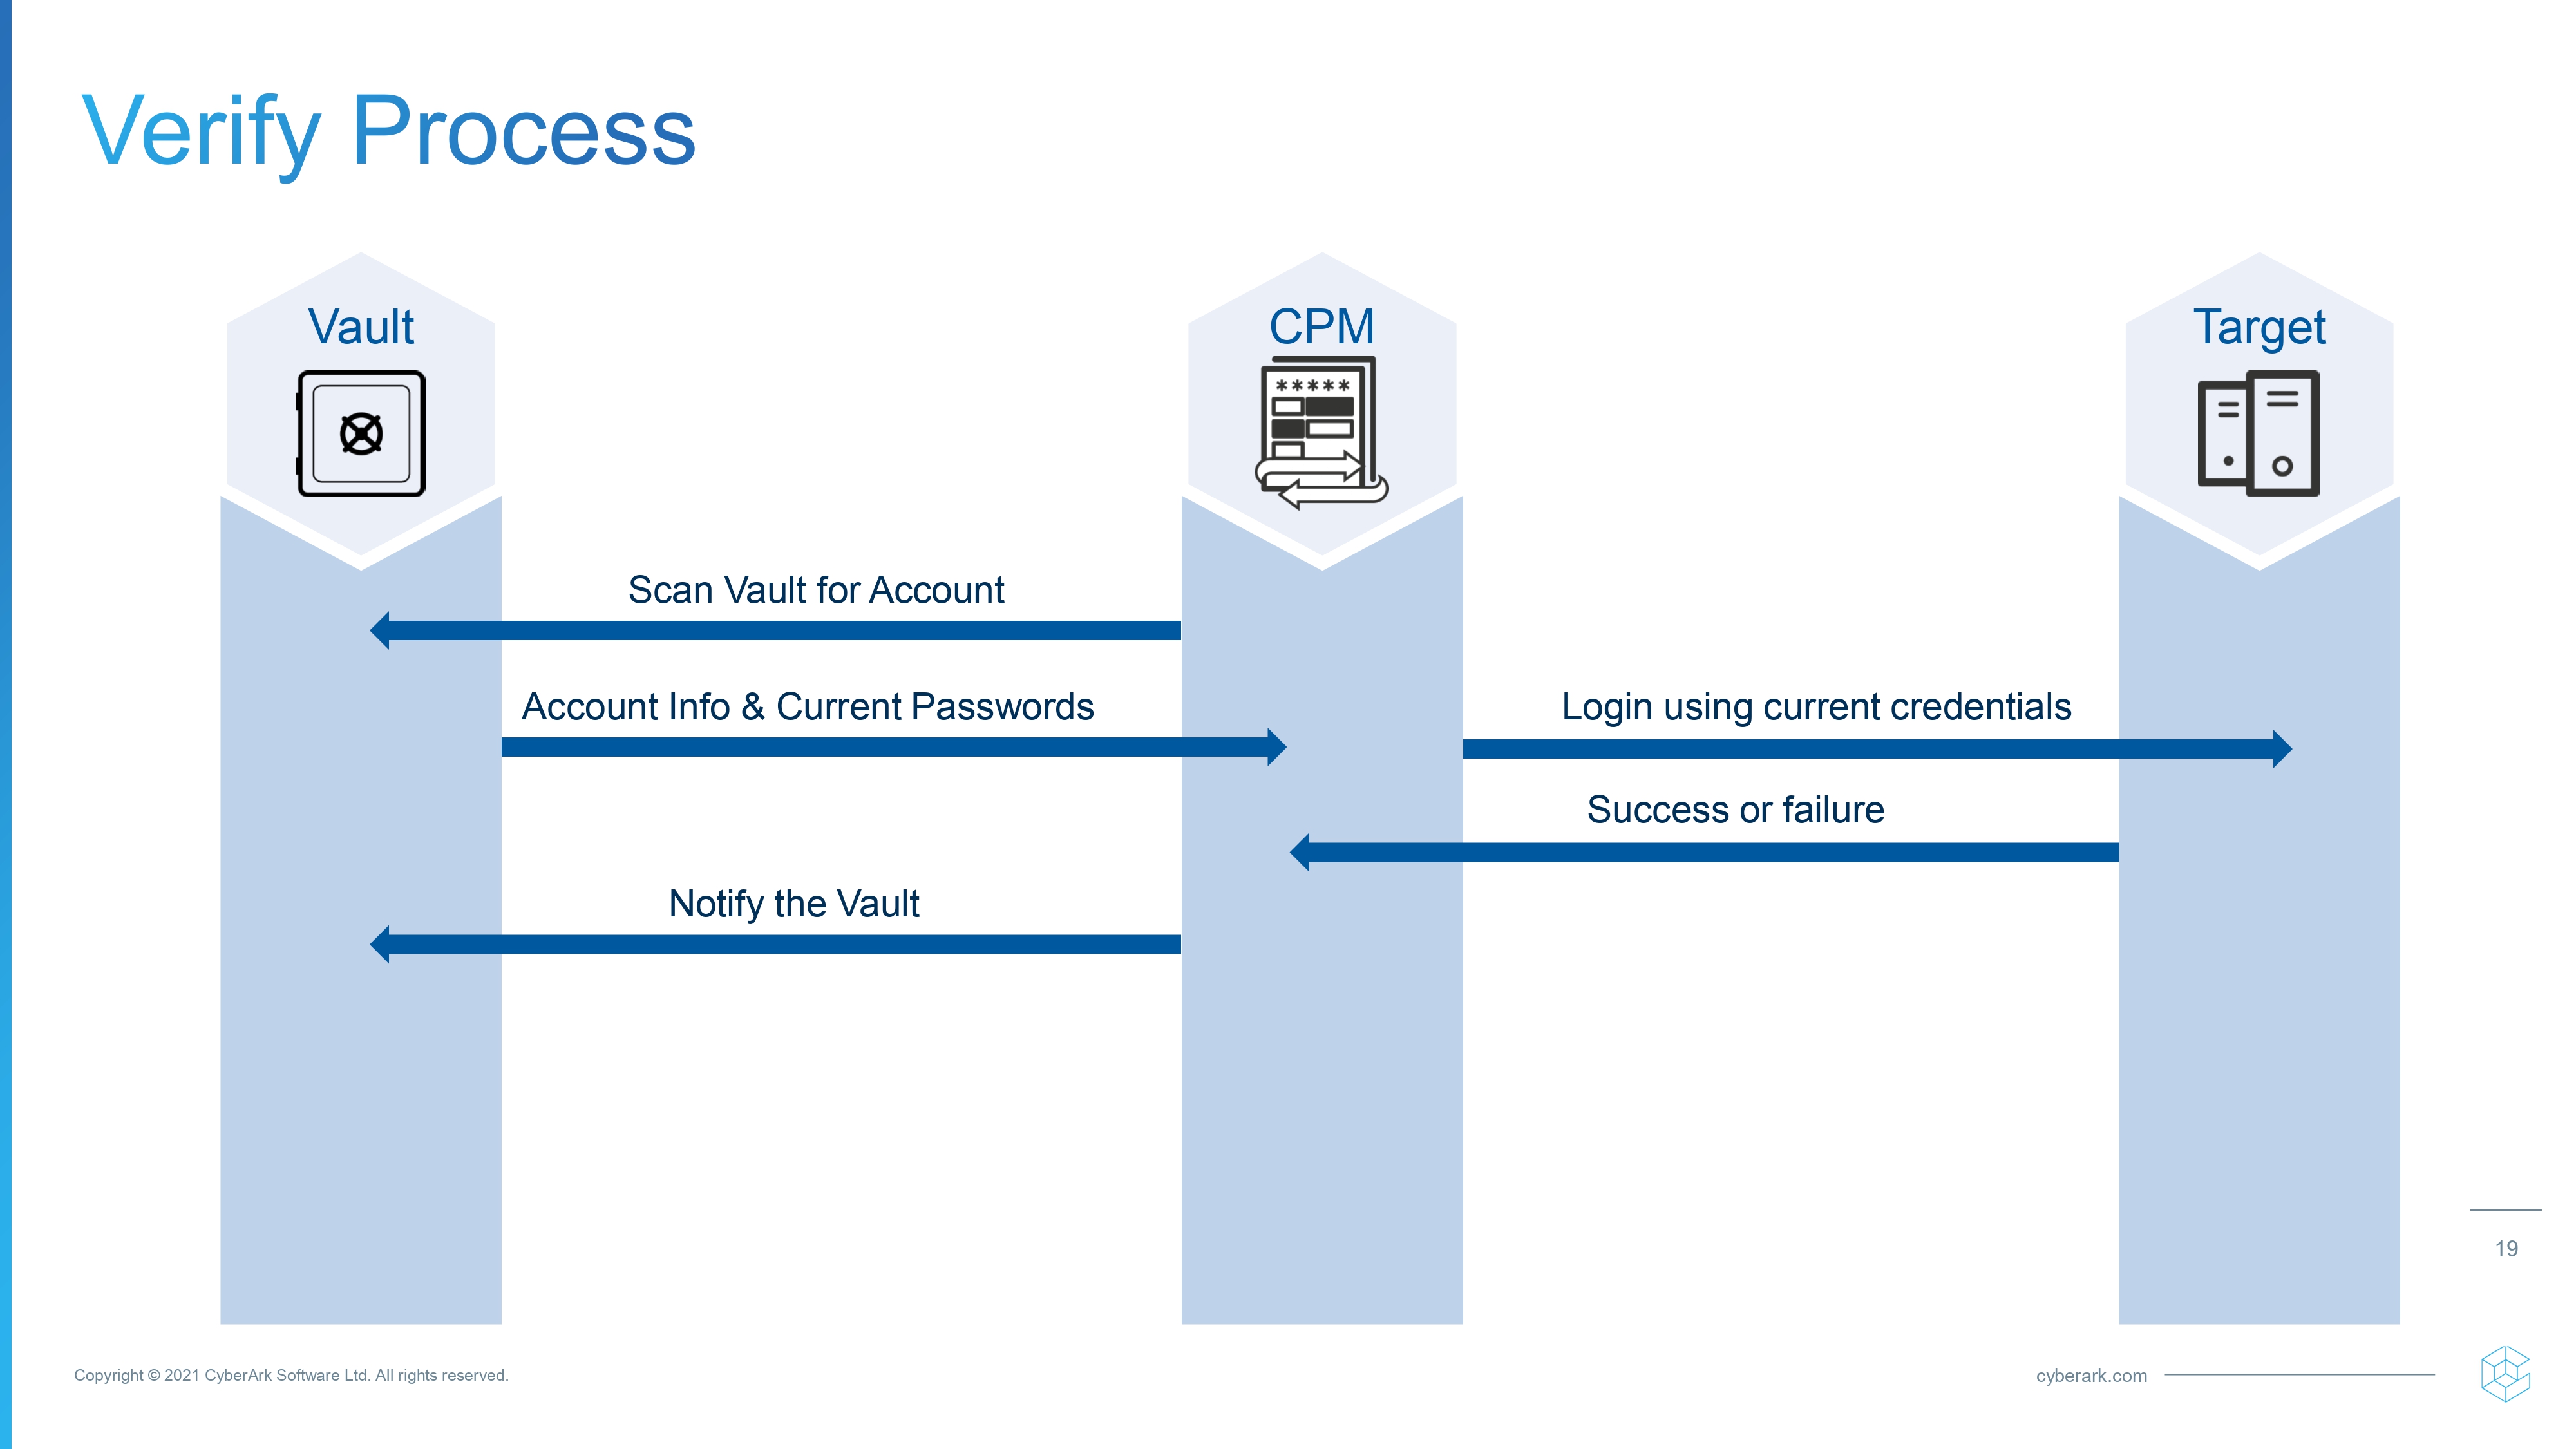 Verify Process
Vault
CPM
Target
*****
Scan Vault for Account
Account Info & Current Passwords
Login using current credentials
Success or failure
Notify the Vault
19
Copyright © 2021 CyberArk Software Ltd. All rights reserved.
cyberark.com